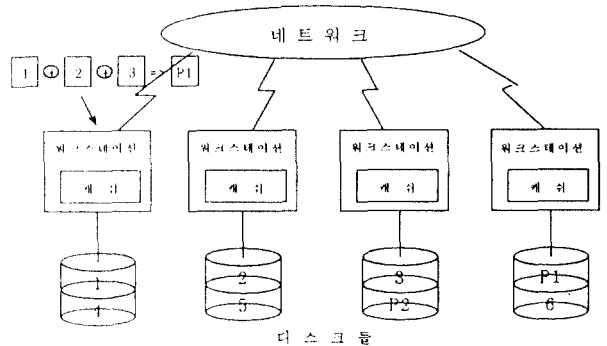 네 트 워 크
1 ⊕ 2 ⊕ 3 => P1
워크스테이션 워크스테이션 워크스테이션 워크스테이션
캐 쉬 캐 쉬 캐 쉬 캐 쉬
1 2 3 P1
4 5 P2 6
디 스 크 들